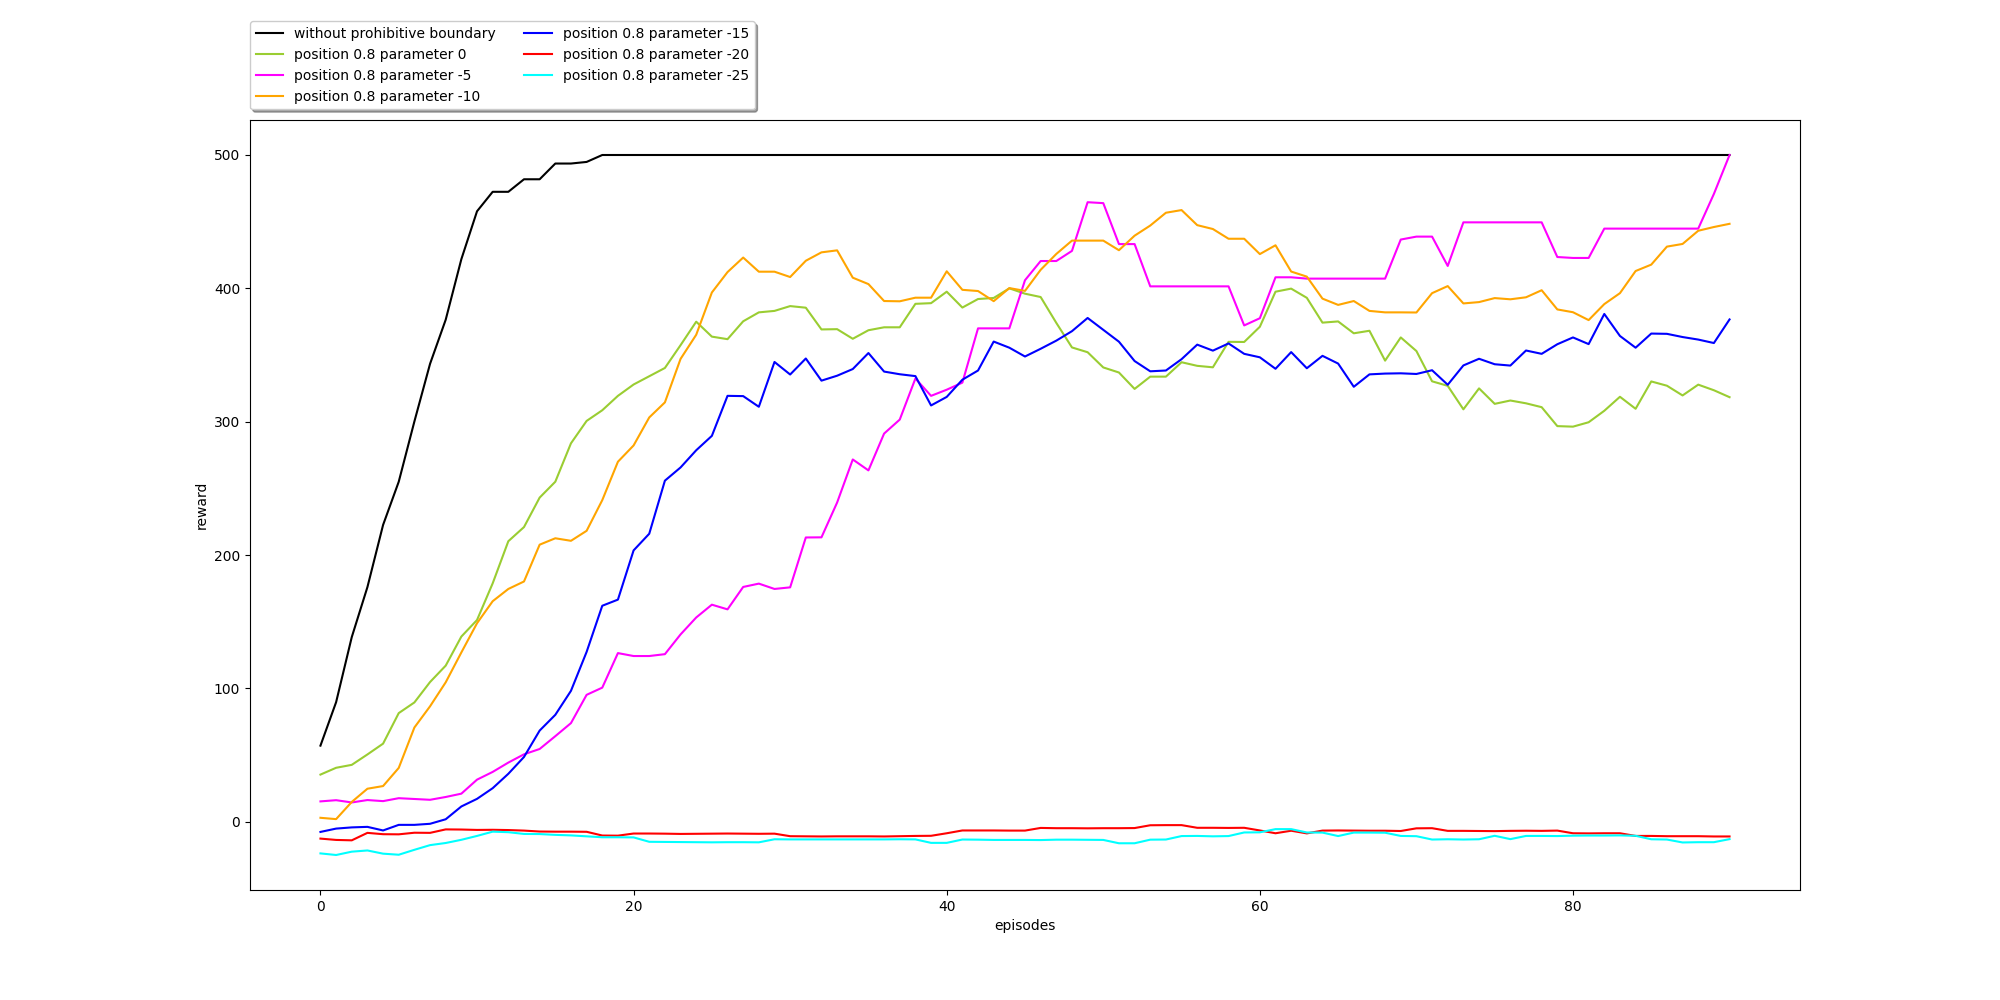 without prohibitive boundary
position 0.8 parameter 0
position 0.8 parameter -5
position 0.8 parameter -10
position 0.8 parameter -15
position 0.8 parameter -20
position 0.8 parameter -25
500
400
300
200
100
0
reward
0 20 40 60 80
episodes